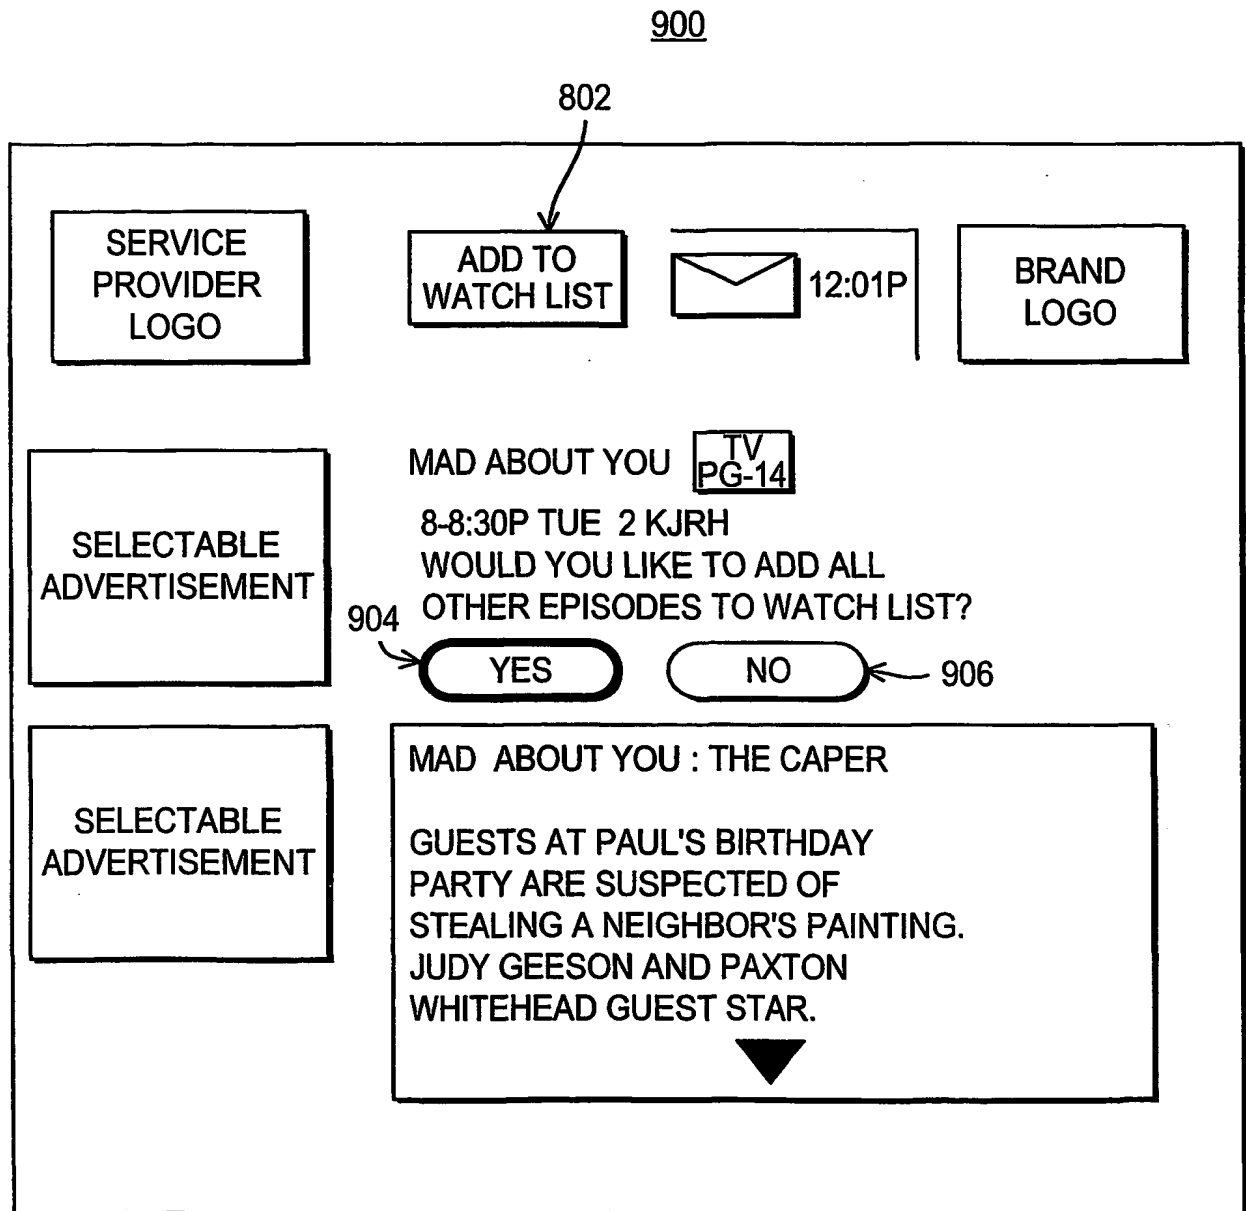 900
802
SERVICE
PROVIDER
LOGO
ADD TO
WATCH LIST
12:01P
BRAND
LOGO
SELECTABLE
ADVERTISEMENT
MAD ABOUT YOU
TV
PG-14
8-8:30P TUE 2 KJRH
WOULD YOU LIKE TO ADD ALL
OTHER EPISODES TO WATCH LIST?
904
YES
NO
906
SELECTABLE
ADVERTISEMENT
MAD ABOUT YOU : THE CAPER
GUESTS AT PAUL'S BIRTHDAY
PARTY ARE SUSPECTED OF
STEALING A NEIGHBOR'S PAINTING.
JUDY GEESON AND PAXTON
WHITEHEAD GUEST STAR.